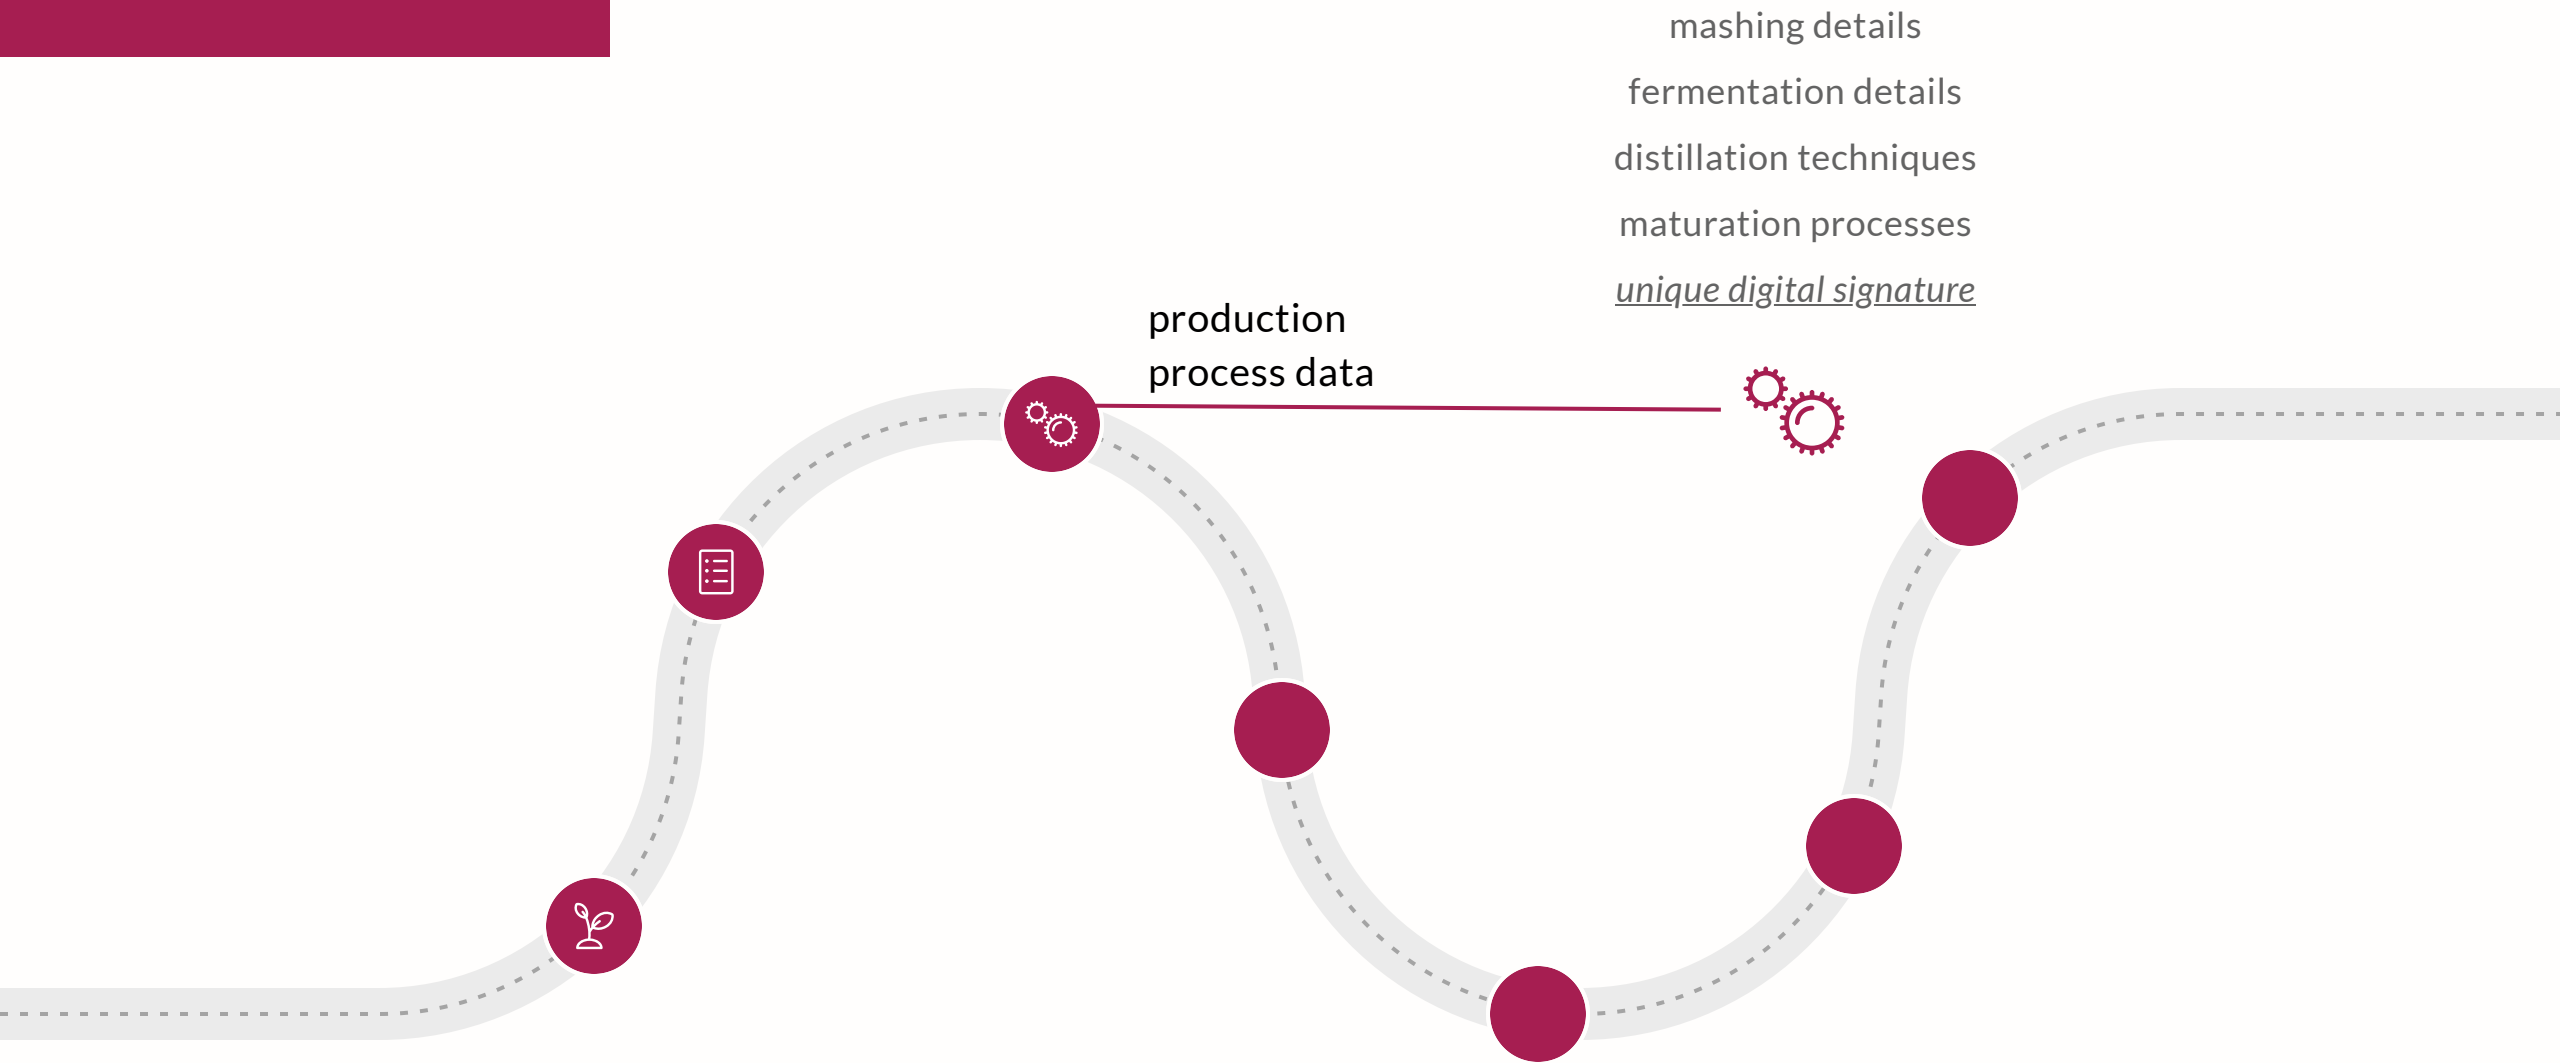 mashing details
fermentation details
distillation techniques
maturation processes
unique digital signature
production
process data